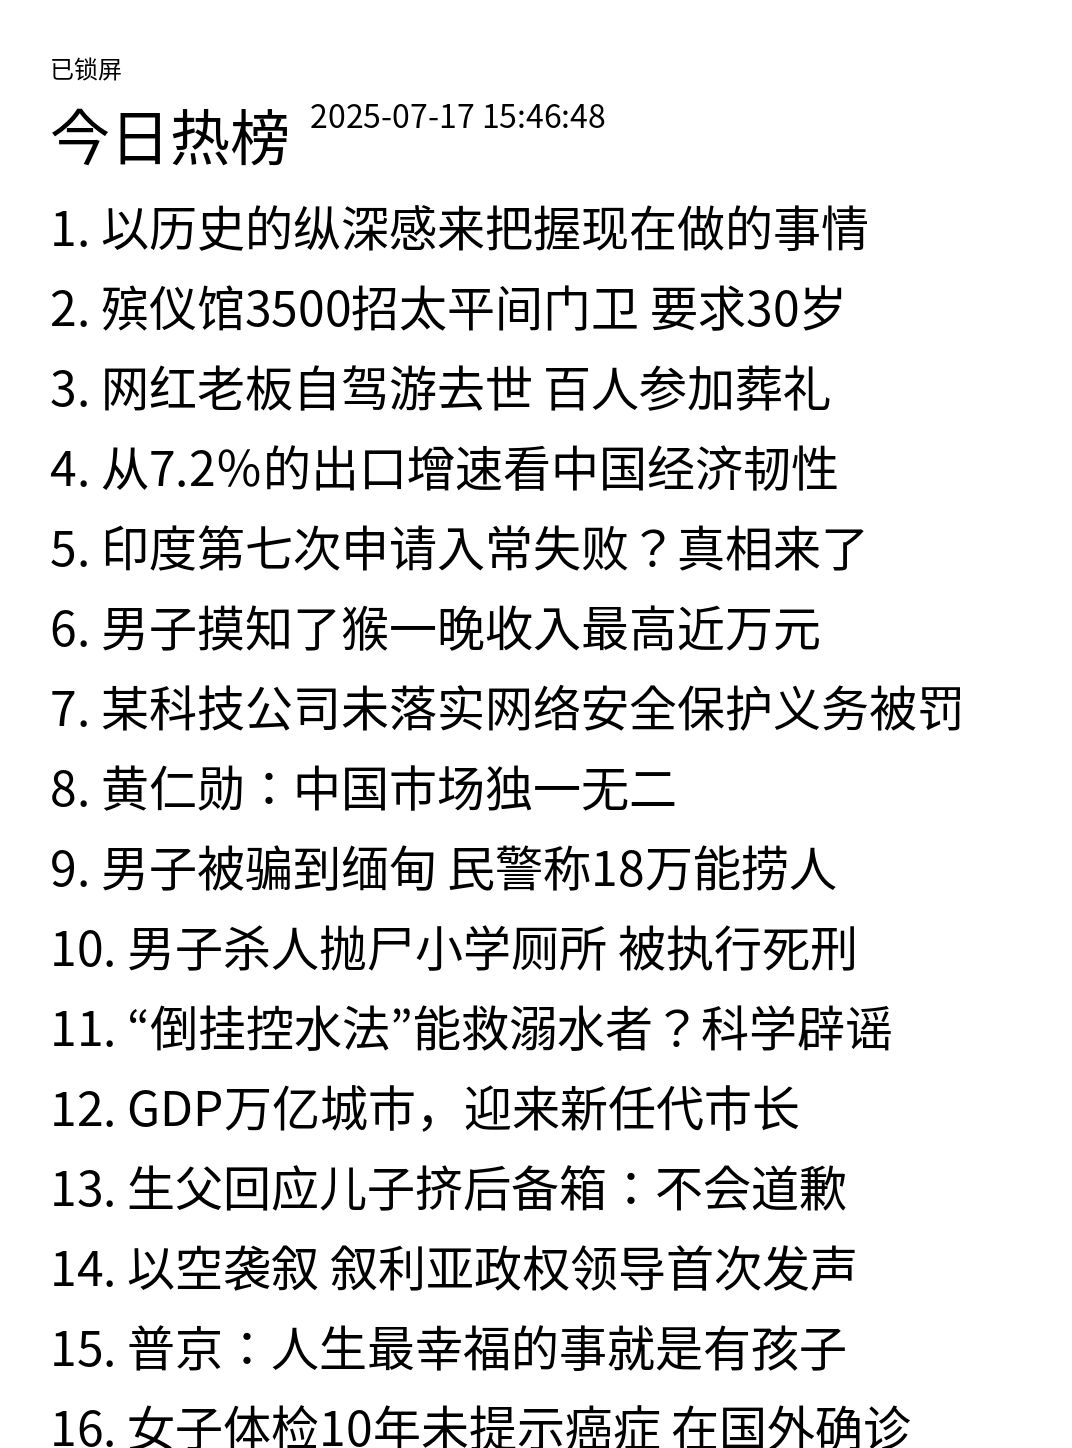 已锁屏
今日热榜 2025-07-17 15:46:48
1. 以历史的纵深感来把握现在做的事情
2. 殡仪馆3500招太平间门卫 要求30岁
3. 网红老板自驾游去世 百人参加葬礼
4. 从7.2%的出口增速看中国经济韧性
5. 印度第七次申请入常失败？真相来了
6. 男子摸知了猴一晚收入最高近万元
7. 某科技公司未落实网络安全保护义务被罚
8. 黄仁勋：中国市场独一无二
9. 男子被骗到缅甸 民警称18万能捞人
10. 男子杀人抛尸小学厕所 被执行死刑
11. “倒挂控水法”能救溺水者？科学辟谣
12. GDP万亿城市，迎来新任代市长
13. 生父回应儿子挤后备箱：不会道歉
14. 以空袭叙 叙利亚政权领导首次发声
15. 普京：人生最幸福的事就是有孩子
16. 女子体检10年未提示癌症 在国外确诊